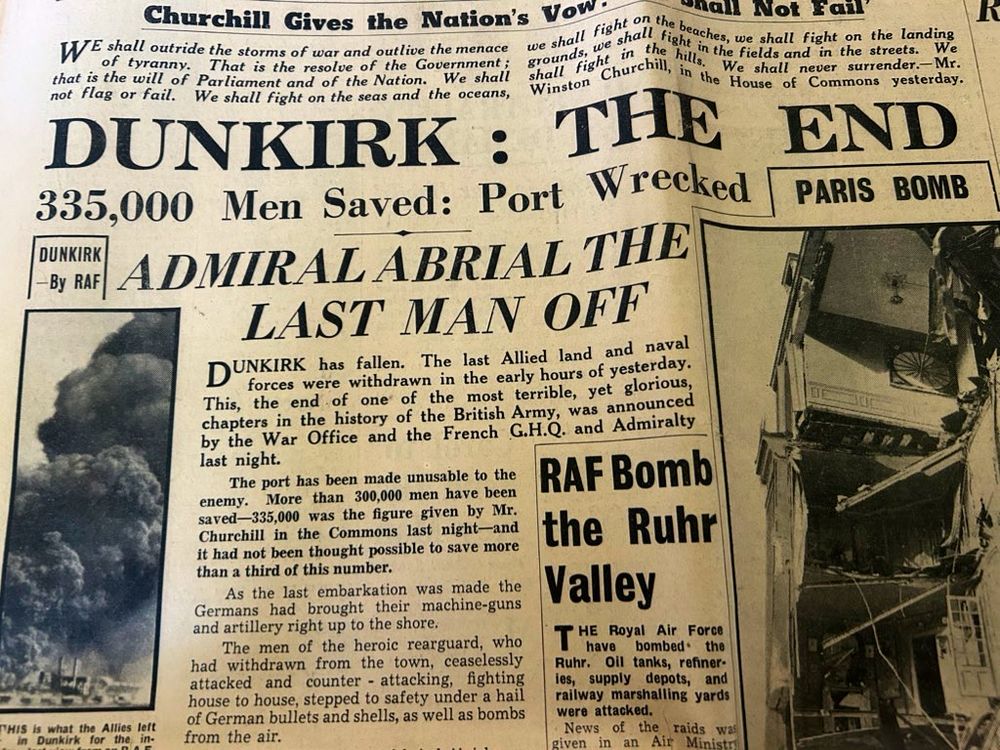 Churchill Gives the Nation's Vow: 'Shall Not Fail'
WE shall outride the storms of war and outlive the menace
of tyranny. That is the resolve of the Government;
that is the will of Parliament and of the Nation. We shall
not flag or fail. We shall fight on the seas and the oceans,
we shall fight on the beaches, we shall fight on the landing
grounds, we shall fight in the fields and in the streets. We
shall fight in the hills. We shall never surrender.—Mr.
Winston Churchill, in the House of Commons yesterday.
R
DUNKIRK : THE END
335,000 Men Saved: Port Wrecked
PARIS BOMB
DUNKIRK
—By RAF
ADMIRAL ABRIAL THE
LAST MAN OFF
DUNKIRK has fallen. The last Allied land and naval
forces were withdrawn in the early hours of yesterday.
This, the end of one of the most terrible, yet glorious,
chapters in the history of the British Army, was announced
by the War Office and the French G.H.Q. and Admiralty
last night.
The port has been made unusable to the
enemy. More than 300,000 men have been
saved—335,000 was the figure given by Mr.
Churchill in the Commons last night—and
it had not been thought possible to save more
than a third of this number.
As the last embarkation was made the
Germans had brought their machine-guns
and artillery right up to the shore.
The men of the heroic rearguard, who
had withdrawn from the town, ceaselessly
attacked and counter - attacking, fighting
house to house, stepped to safety under a hail
of German bullets and shells, as well as bombs
from the air.
RAF Bomb
the Ruhr
Valley
THE Royal Air Force
have bombed the
Ruhr. Oil tanks, refiner-
ies, supply depots, and
railway marshalling yards
were attacked.
News of the raids was
given in an Air Ministry
THIS is what the Allies left
in Dunkirk for the in-